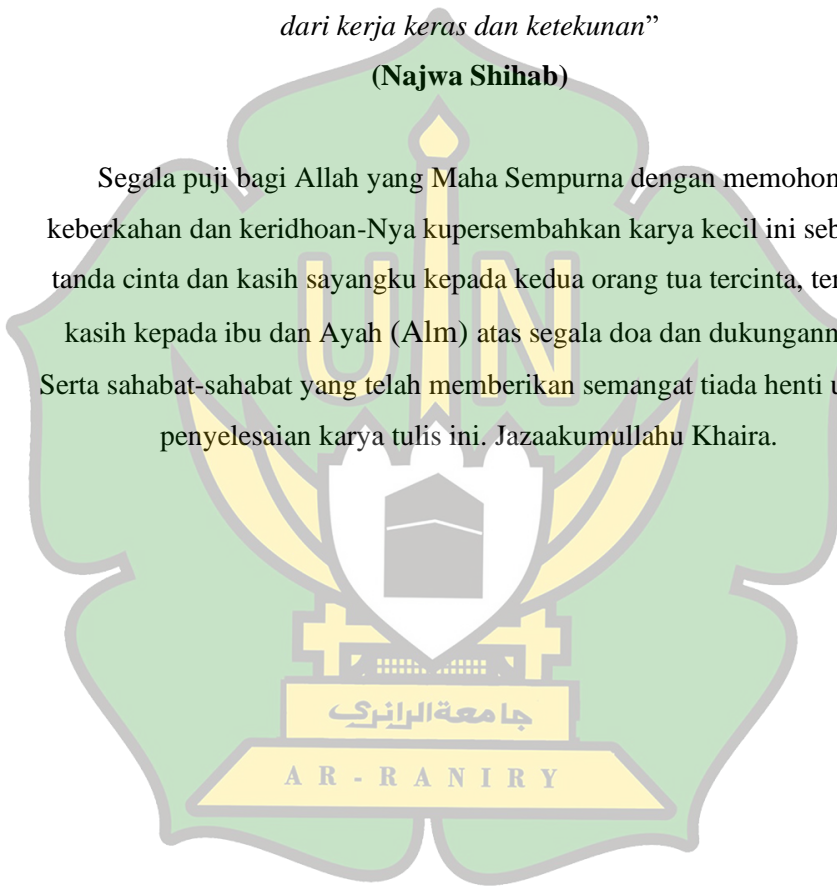 dari kerja keras dan ketekunan”
(Najwa Shihab)
Segala puji bagi Allah yang Maha Sempurna dengan memohon
keberkahan dan keridhoan-Nya kupersembahkan karya kecil ini seb
tanda cinta dan kasih sayangku kepada kedua orang tua tercinta, ter
kasih kepada ibu dan Ayah (Alm) atas segala doa dan dukungann
Serta sahabat-sahabat yang telah memberikan semangat tiada henti u
penyelesaian karya tulis ini. Jazaakumullahu Khaira.
UIN
جامعةالرانري
AR-RANIRY